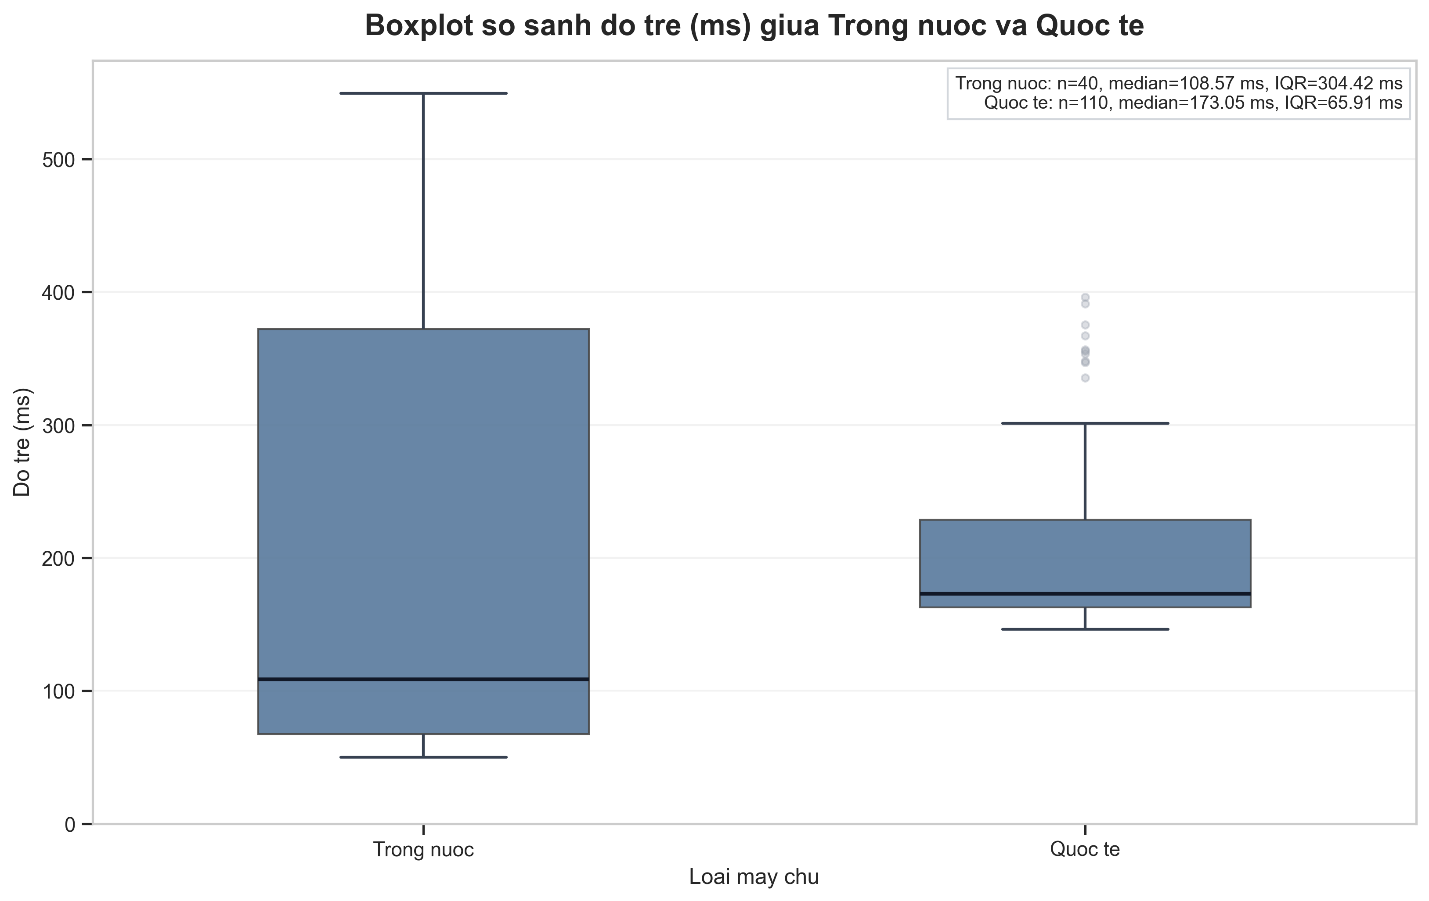 Boxplot so sanh do tre (ms) giua Trong nuoc va Quoc te
Trong nuoc: n=40, median=108.57 ms, IQR=304.42 ms
Quoc te: n=110, median=173.05 ms, IQR=65.91 ms
Do tre (ms)
500
400
300
200
100
0
Trong nuoc
Quoc te
Loai may chu